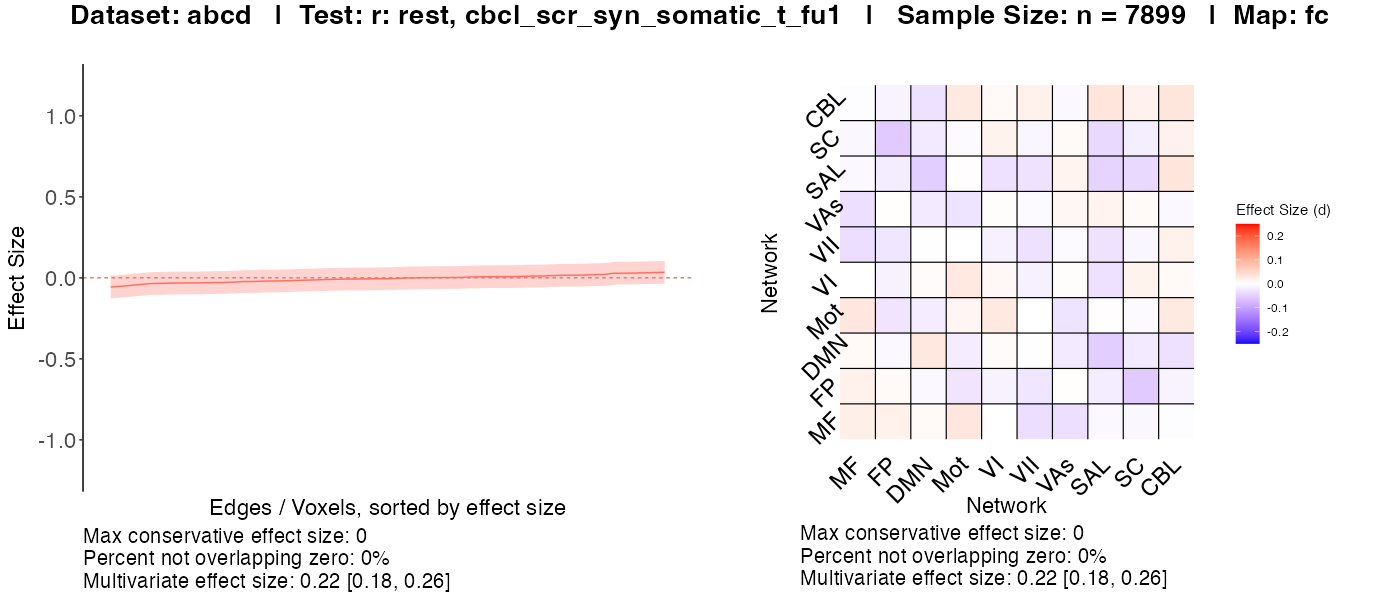 Dataset: abcd | Test: r: rest, cbcl_scr_syn_somatic_t_fu1 | Sample Size: n = 7899 | Map: fc
Effect Size
1.0
0.5
0.0
-0.5
-1.0
Edges / Voxels, sorted by effect size
Max conservative effect size: 0
Percent not overlapping zero: 0%
Multivariate effect size: 0.22 [0.18, 0.26]
Network
CBL
SC
SAL
VAs
VII
VI
Mot
DMN
FP
MF
MF FP DMN Mot VI VII VAs SAL SC CBL
Network
Max conservative effect size: 0
Percent not overlapping zero: 0%
Multivariate effect size: 0.22 [0.18, 0.26]
Effect Size (d)
0.2
0.1
0.0
-0.1
-0.2